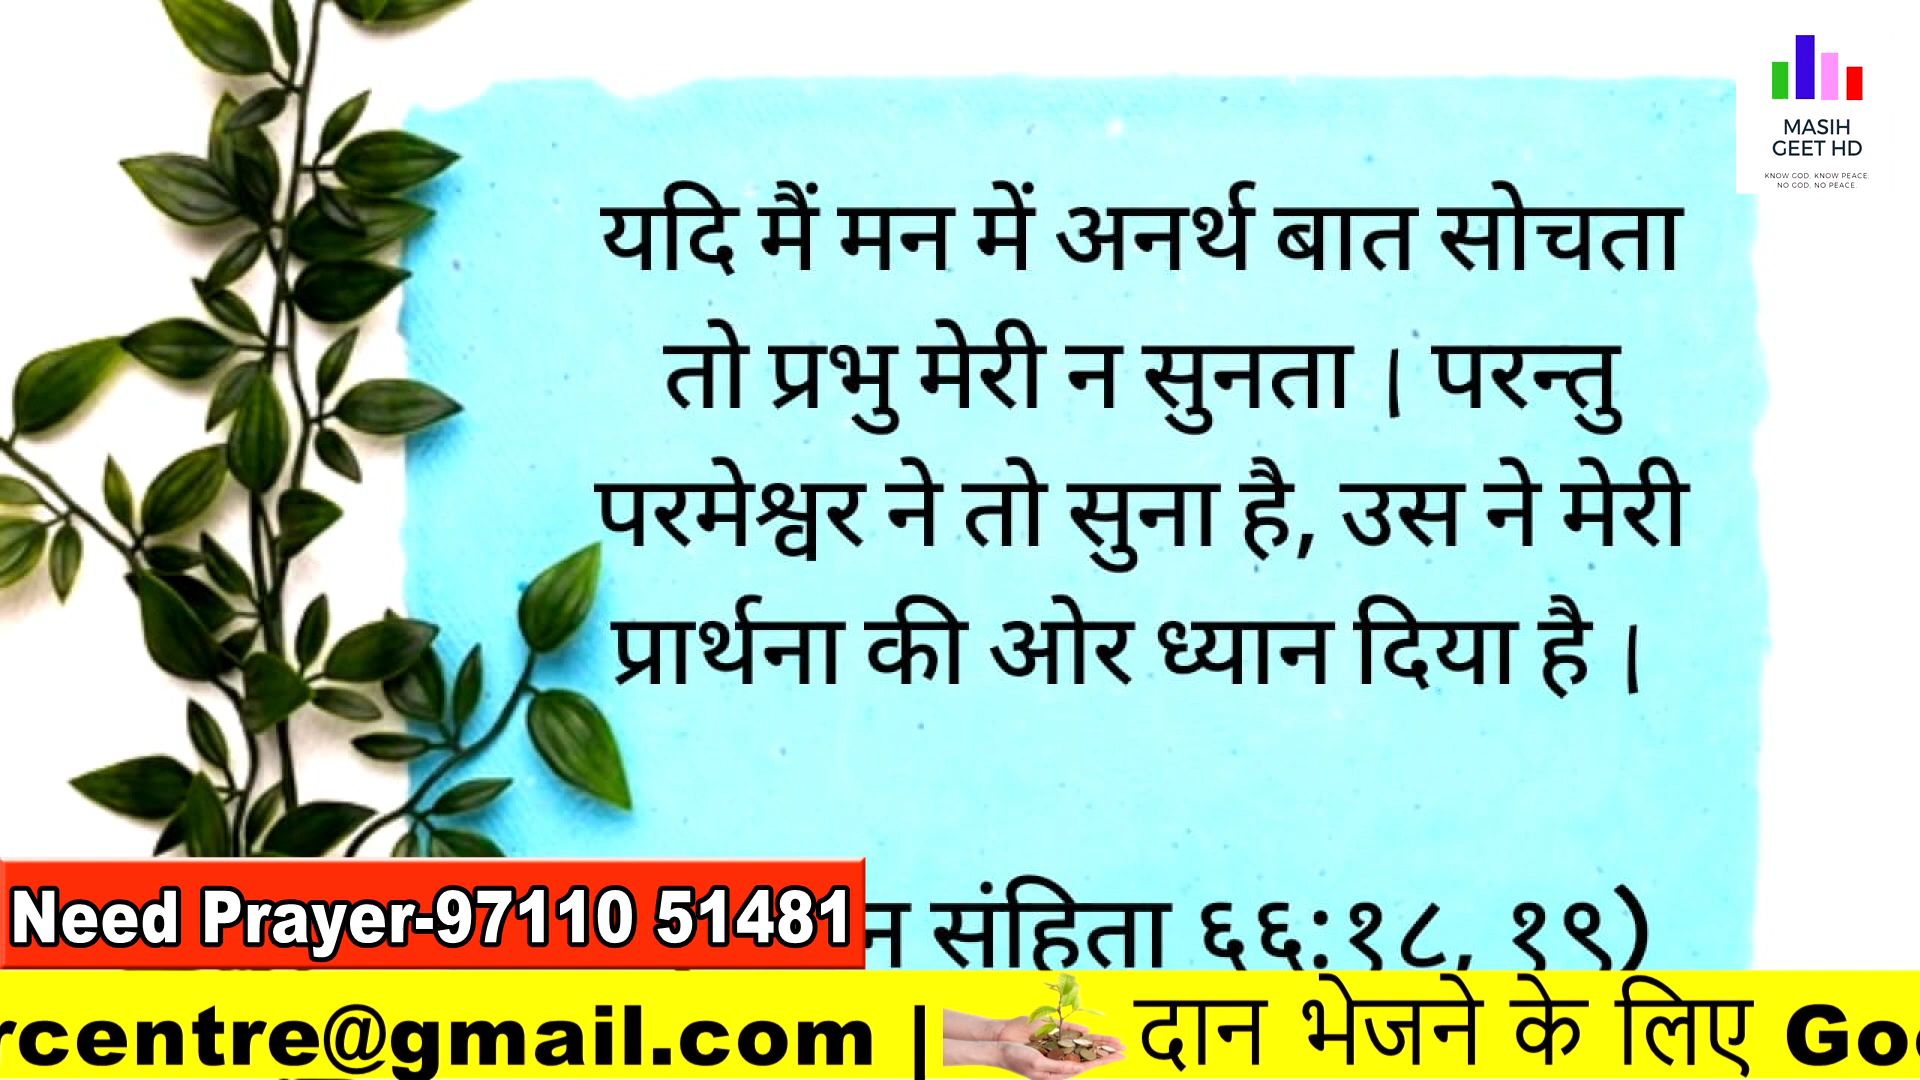 MASIH
GEET HD
KNOW GOD. KNOW PEACE.
NO GOD. NO PEACE.
यदि मैं मन में अनर्थ बात सोचता
तो प्रभु मेरी न सुनता । परन्तु
परमेश्वर ने तो सुना है, उस ने मेरी
प्रार्थना की ओर ध्यान दिया है ।
संहिता ६६:१८, १९)
Need Prayer-97110 51481
rcentre@gmail.com | दान भेजने के लिए